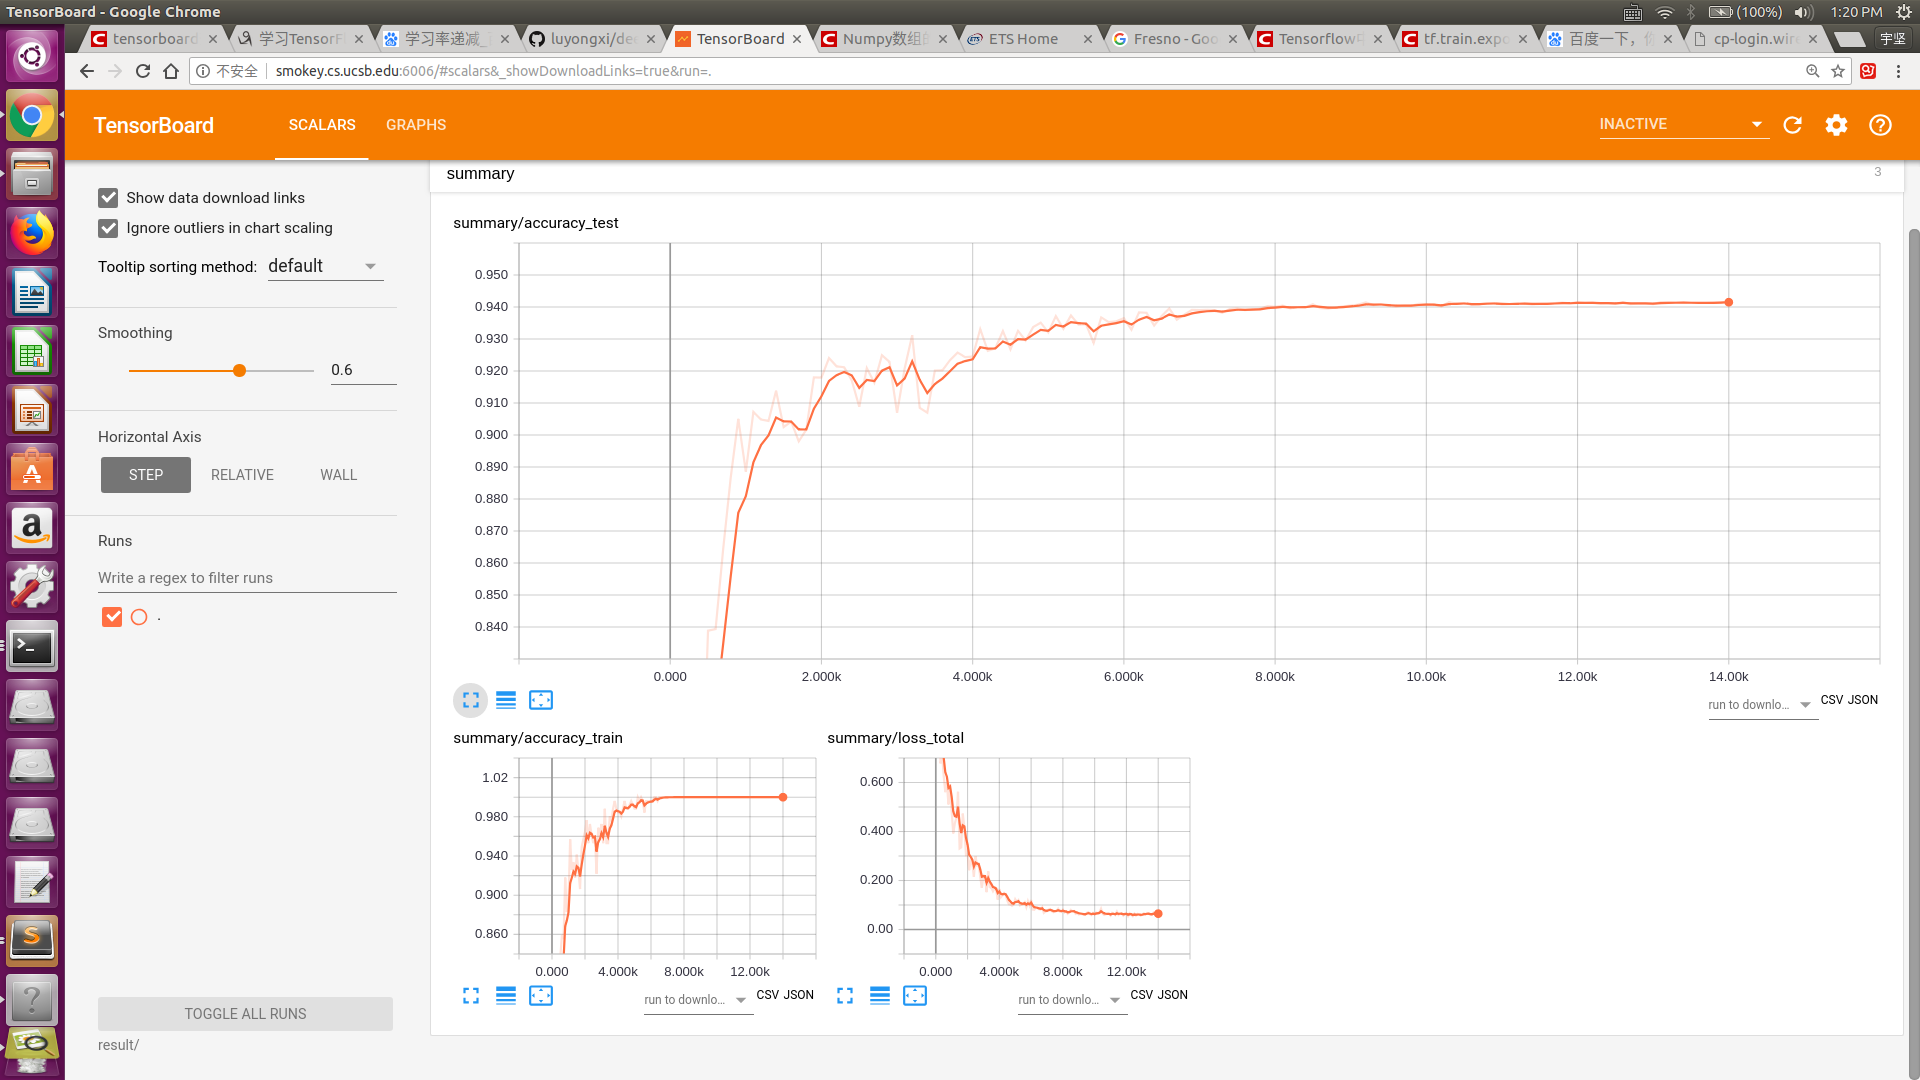 TensorBoard - Google Chrome
(100%)
1:20 PM
tensorboard
学习TensorF
学习率递减_
luyongxi/de
TensorBoard
Numpy数组
ETS Home
Fresno - Goo
Tensorflow
tf.train.expo
百度一下，你
cp-login.wire
宇坚
不安全
smokey.cs.ucsb.edu:6006/#scalars&_showDownloadLinks=true&run=.
TensorBoard
SCALARS
GRAPHS
INACTIVE
Show data download links
Ignore outliers in chart scaling
Tooltip sorting method: default
Smoothing
0.6
Horizontal Axis
STEP
RELATIVE
WALL
Runs
Write a regex to filter runs
.
TOGGLE ALL RUNS
result/
summary
3
summary/accuracy_test
0.950
0.940
0.930
0.920
0.910
0.900
0.890
0.880
0.870
0.860
0.850
0.840
0.000
2.000k
4.000k
6.000k
8.000k
10.00k
12.00k
14.00k
run to downlo...
CSV JSON
summary/accuracy_train
1.02
0.980
0.940
0.900
0.860
0.000
4.000k
8.000k
12.00k
run to downlo...
CSV JSON
summary/loss_total
0.600
0.400
0.200
0.00
0.000
4.000k
8.000k
12.00k
run to downlo...
CSV JSON